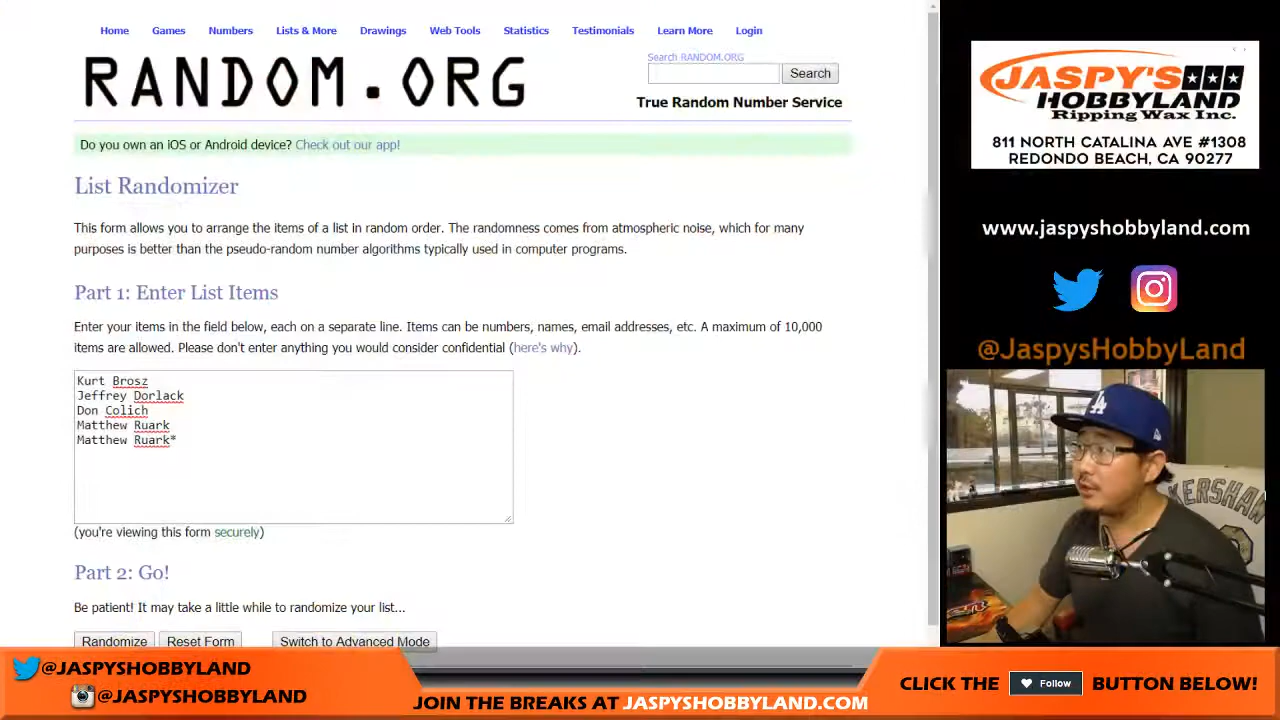 Home Games Numbers Lists & More Drawings Web Tools Statistics Testimonials Learn More Login
RANDOM.ORG
Search RANDOM.ORG
Search
True Random Number Service
Do you own an iOS or Android device? Check out our app!
List Randomizer
This form allows you to arrange the items of a list in random order. The randomness comes from atmospheric noise, which for many
purposes is better than the pseudo-random number algorithms typically used in computer programs.
Part 1: Enter List Items
Enter your items in the field below, each on a separate line. Items can be numbers, names, email addresses, etc. A maximum of 10,000
items are allowed. Please don't enter anything you would consider confidential (here's why).
Kurt Brosz
Jeffrey Dorlack
Don Colich
Matthew Ruark
Matthew Ruark*
(you're viewing this form securely)
Part 2: Go!
Be patient! It may take a little while to randomize your list...
Randomize Reset Form Switch to Advanced Mode
JASPY'S
HOBBYLAND
Ripping Wax Inc.
811 NORTH CATALINA AVE #1308
REDONDO BEACH, CA 90277
www.jaspyshobbyland.com
@JaspysHobbyLand
LA
KERSHAW
@JASPYSHOBBYLAND
@JASPYSHOBBYLAND
JOIN THE BREAKS AT JASPYSHOBBYLAND.COM
CLICK THE Follow BUTTON BELOW!